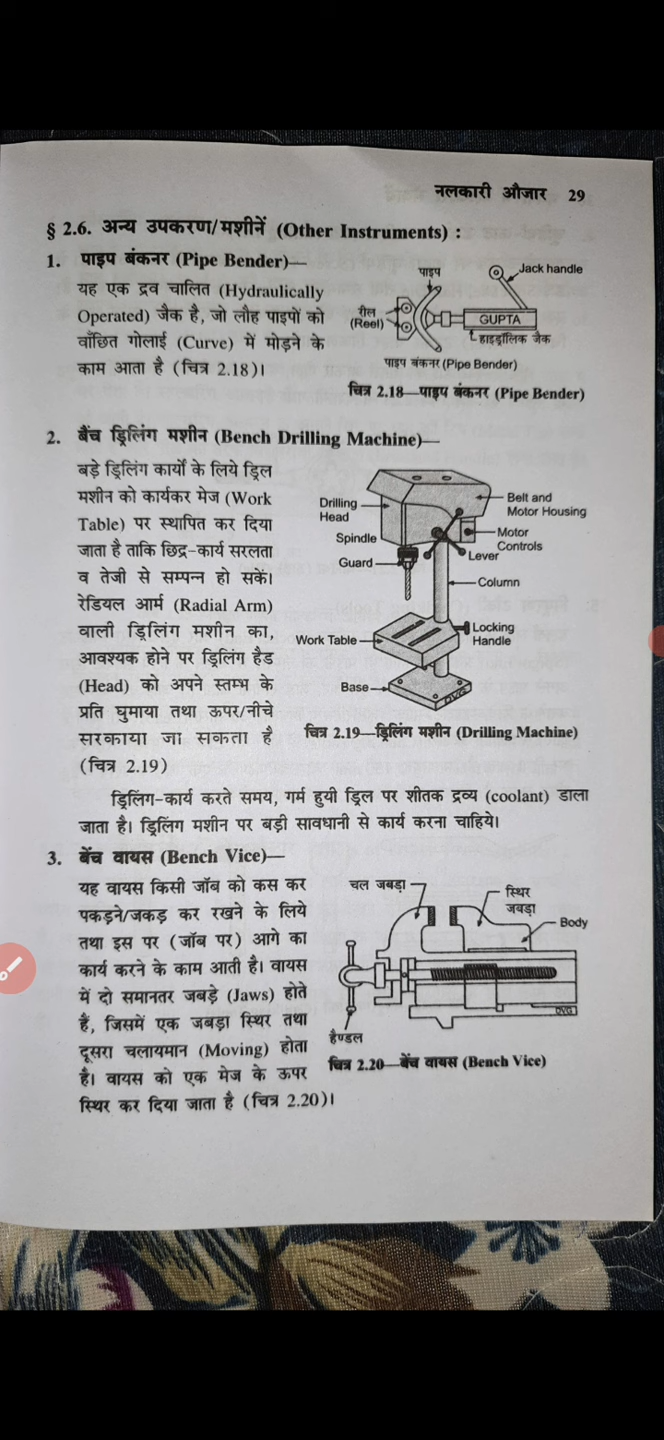 नलकारी औजार 29
§ 2.6. अन्य उपकरण/मशीनें (Other Instruments) :
1. पाइप बंकनर (Pipe Bender)—
यह एक द्रव चालित (Hydraulically
Operated) जैक है, जो लौह पाइपों को
वाँछित गोलाई (Curve) में मोड़ने के
काम आता है (चित्र 2.18)।
पाइप
Jack handle
रील
(Reel)
GUPTA
हाइड्रॉलिक जैक
पाइप बंकनर (Pipe Bender)
चित्र 2.18—पाइप बंकनर (Pipe Bender)
2. बैंच ड्रिलिंग मशीन (Bench Drilling Machine)—
बड़े ड्रिलिंग कार्यों के लिये ड्रिल
मशीन को कार्यकर मेज (Work
Table) पर स्थापित कर दिया
जाता है ताकि छिद्र-कार्य सरलता
व तेजी से सम्पन्न हो सकें।
रेडियल आर्म (Radial Arm)
वाली ड्रिलिंग मशीन का,
आवश्यक होने पर ड्रिलिंग हैड
(Head) को अपने स्तम्भ के
प्रति घुमाया तथा ऊपर/नीचे
सरकाया जा सकता है
(चित्र 2.19)
Drilling
Head
Spindle
Guard
Work Table
Base
Belt and
Motor Housing
Motor
Controls
Lever
Column
Locking
Handle
DVG
चित्र 2.19—ड्रिलिंग मशीन (Drilling Machine)
ड्रिलिंग-कार्य करते समय, गर्म हुयी ड्रिल पर शीतक द्रव्य (coolant) डाला
जाता है। ड्रिलिंग मशीन पर बड़ी सावधानी से कार्य करना चाहिये।
3. बेंच वायस (Bench Vice)—
यह वायस किसी जॉब को कस कर
पकड़ने/जकड़ कर रखने के लिये
तथा इस पर (जॉब पर) आगे का
कार्य करने के काम आती है। वायस
में दो समानतर जबड़े (Jaws) होते
हैं, जिसमें एक जबड़ा स्थिर तथा
दूसरा चलायमान (Moving) होता
है। वायस को एक मेज के ऊपर
स्थिर कर दिया जाता है (चित्र 2.20)।
चल जबड़ा
स्थिर
जबड़ा
Body
DVG
हैण्डल
चित्र 2.20—बेंच वायस (Bench Vice)